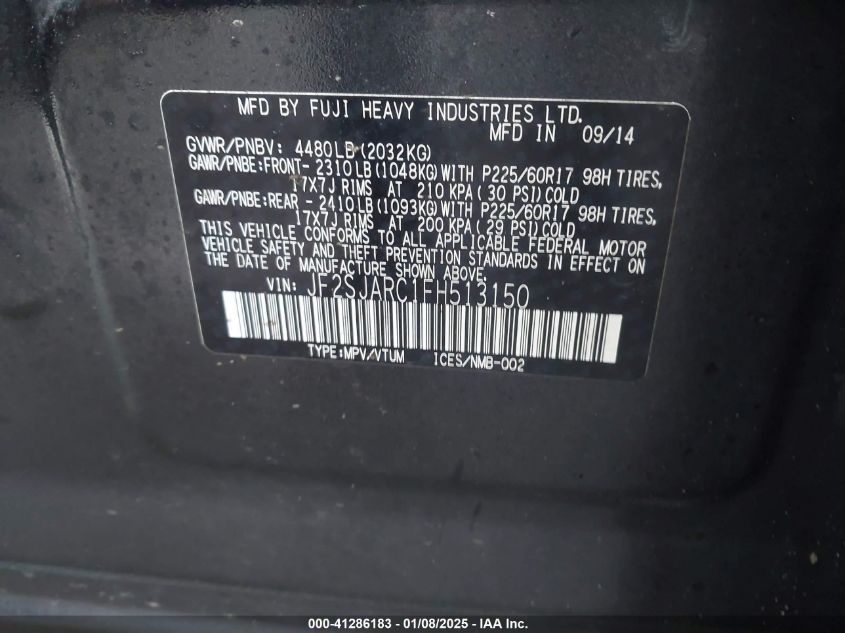 MFD BY FUJI HEAVY INDUSTRIES LTD.
MFD IN 09/14
GVWR/PNBV: 4480LB(2032KG)
GAWR/PNBE:FRONT- 2310LB(1048KG)WITH P225/60R17 98H TIRES,
17X7J RIMS AT 210 KPA( 30 PSI)COLD
GAWR/PNBE:REAR - 2410LB(1093KG)WITH P225/60R17 98H TIRES,
17X7J RIMS AT 200 KPA( 29 PSI)COLD
THIS VEHICLE CONFORMS TO ALL APPLICABLE FEDERAL MOTOR
VEHICLE SAFETY AND THEFT PREVENTION STANDARDS IN EFFECT ON
THE DATE OF MANUFACTURE SHOWN ABOVE.
VIN: JF2SJARC1FH513150
TYPE:MPV/VTUM ICES/NMB-002
000-41286183 - 01/08/2025 - IAA Inc.